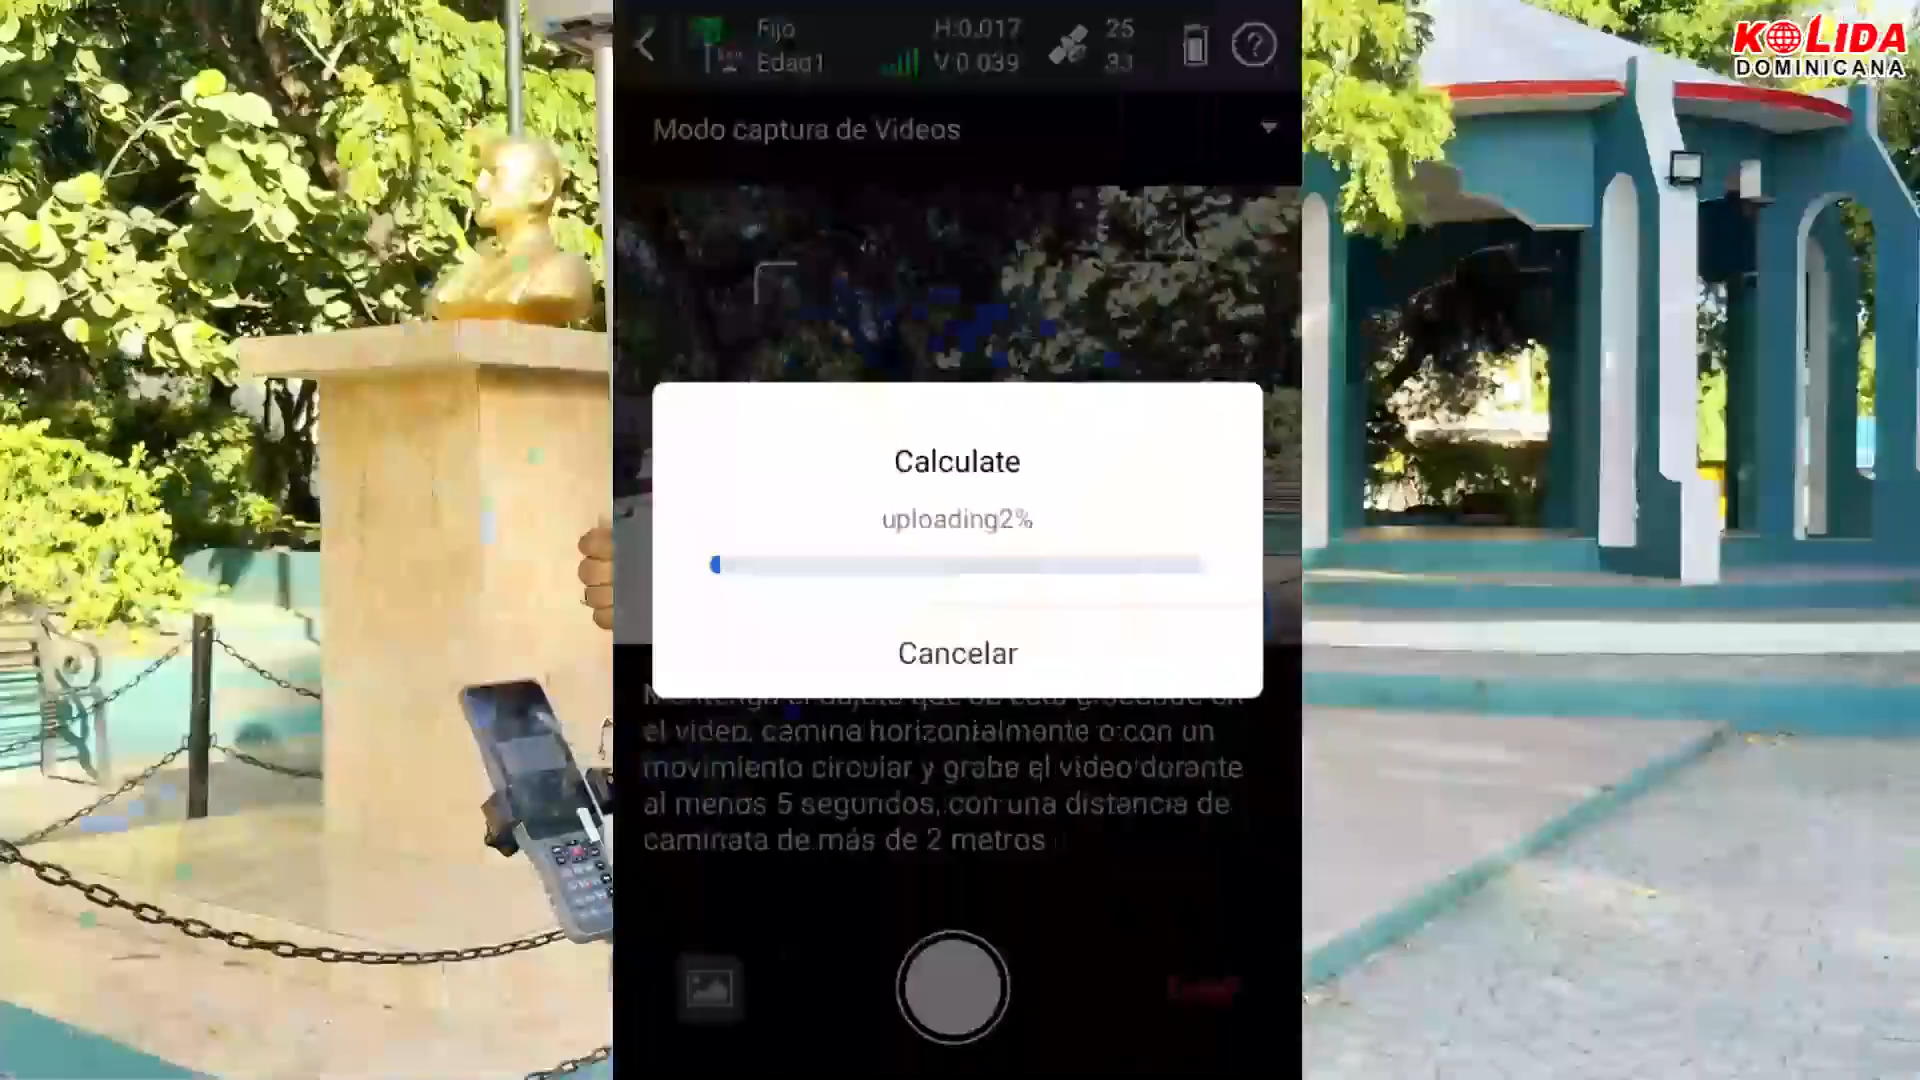 Fijo
Edad1
H:0.017
V 0 039
25
33
?
KOLIDA
DOMINICANA
Modo captura de Videos
Calculate
uploading2%
Cancelar
el video, camina horizontalmente o con un
movimiento circular y grabe el video durante
al menos 5 segundos, con una distancia de
caminata de más de 2 metros